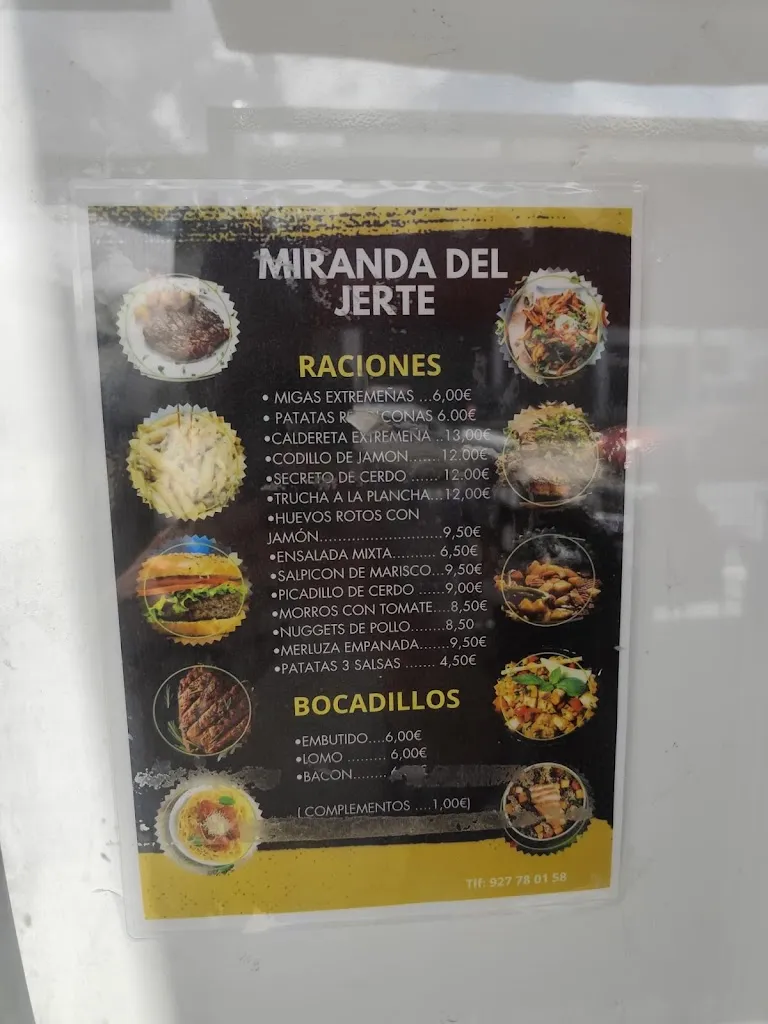 MIRANDA DEL
JERTE
RACIONES
• MIGAS EXTREMEÑAS ...6,00€
• PATATAS CONAS 6.00€
•CALDERETA EXTREMEÑA ..13,00€
•CODILLO DE JAMON.......12.00€
•SECRETO DE CERDO ...... 12.00€
•TRUCHA A LA PLANCHA...12,00€
•HUEVOS ROTOS CON
JAMÓN..........................9,50€
•ENSALADA MIXTA.......... 6,50€
•SALPICON DE MARISCO...9,50€
•PICADILLO DE CERDO ......9,00€
•MORROS CON TOMATE....8,50€
•NUGGETS DE POLLO........8,50
•MERLUZA EMPANADA.......9,50€
•PATATAS 3 SALSAS ....... 4,50€
BOCADILLOS
•EMBUTIDO....6,00€
•LOMO ......... 6,00€
•BACON.......
( COMPLEMENTOS ....1,00€)
Tlf: 927 78 01 58